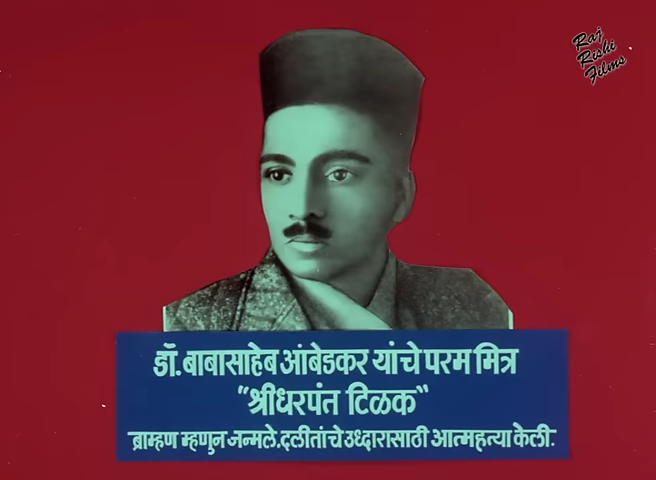 Raj
Rishi
Films
डॉ. बाबासाहेब आंबेडकर यांचे परम मित्र
"श्रीधरपंत टिळक"
ब्राम्हण म्हणुन जन्मले. दलीतांचे उध्दारासाठी आत्महत्या केली.